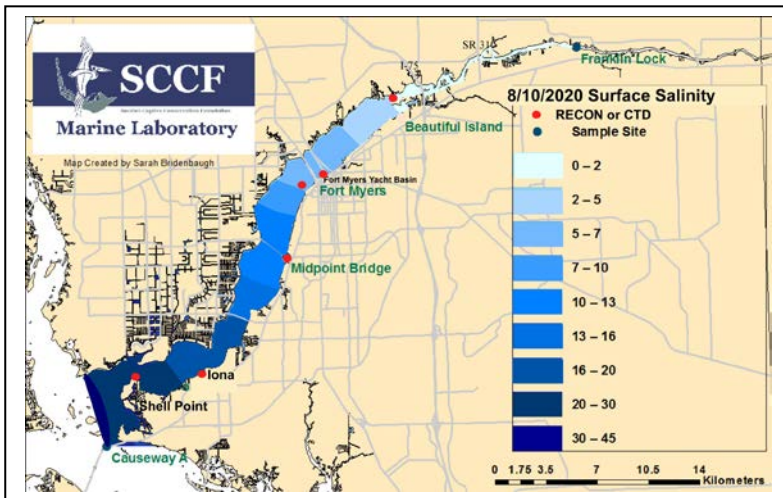 SCCF
Marine Laboratory
Map Created by Sarah Bridenbaugh
SR 31
Franklin Lock
Beautiful island
Fort Myers Yacht Basin
Fort Myers
Midpoint Bridge
Iona
Shell Point
Causeway A
8/10/2020 Surface Salinity
RECON or CTD
Sample Site
0 – 2
2 – 5
5 – 7
7 – 10
10 – 13
13 – 16
16 – 20
20 – 30
30 – 45
0 1.75 3.5 7 10.5 14
Kilometers